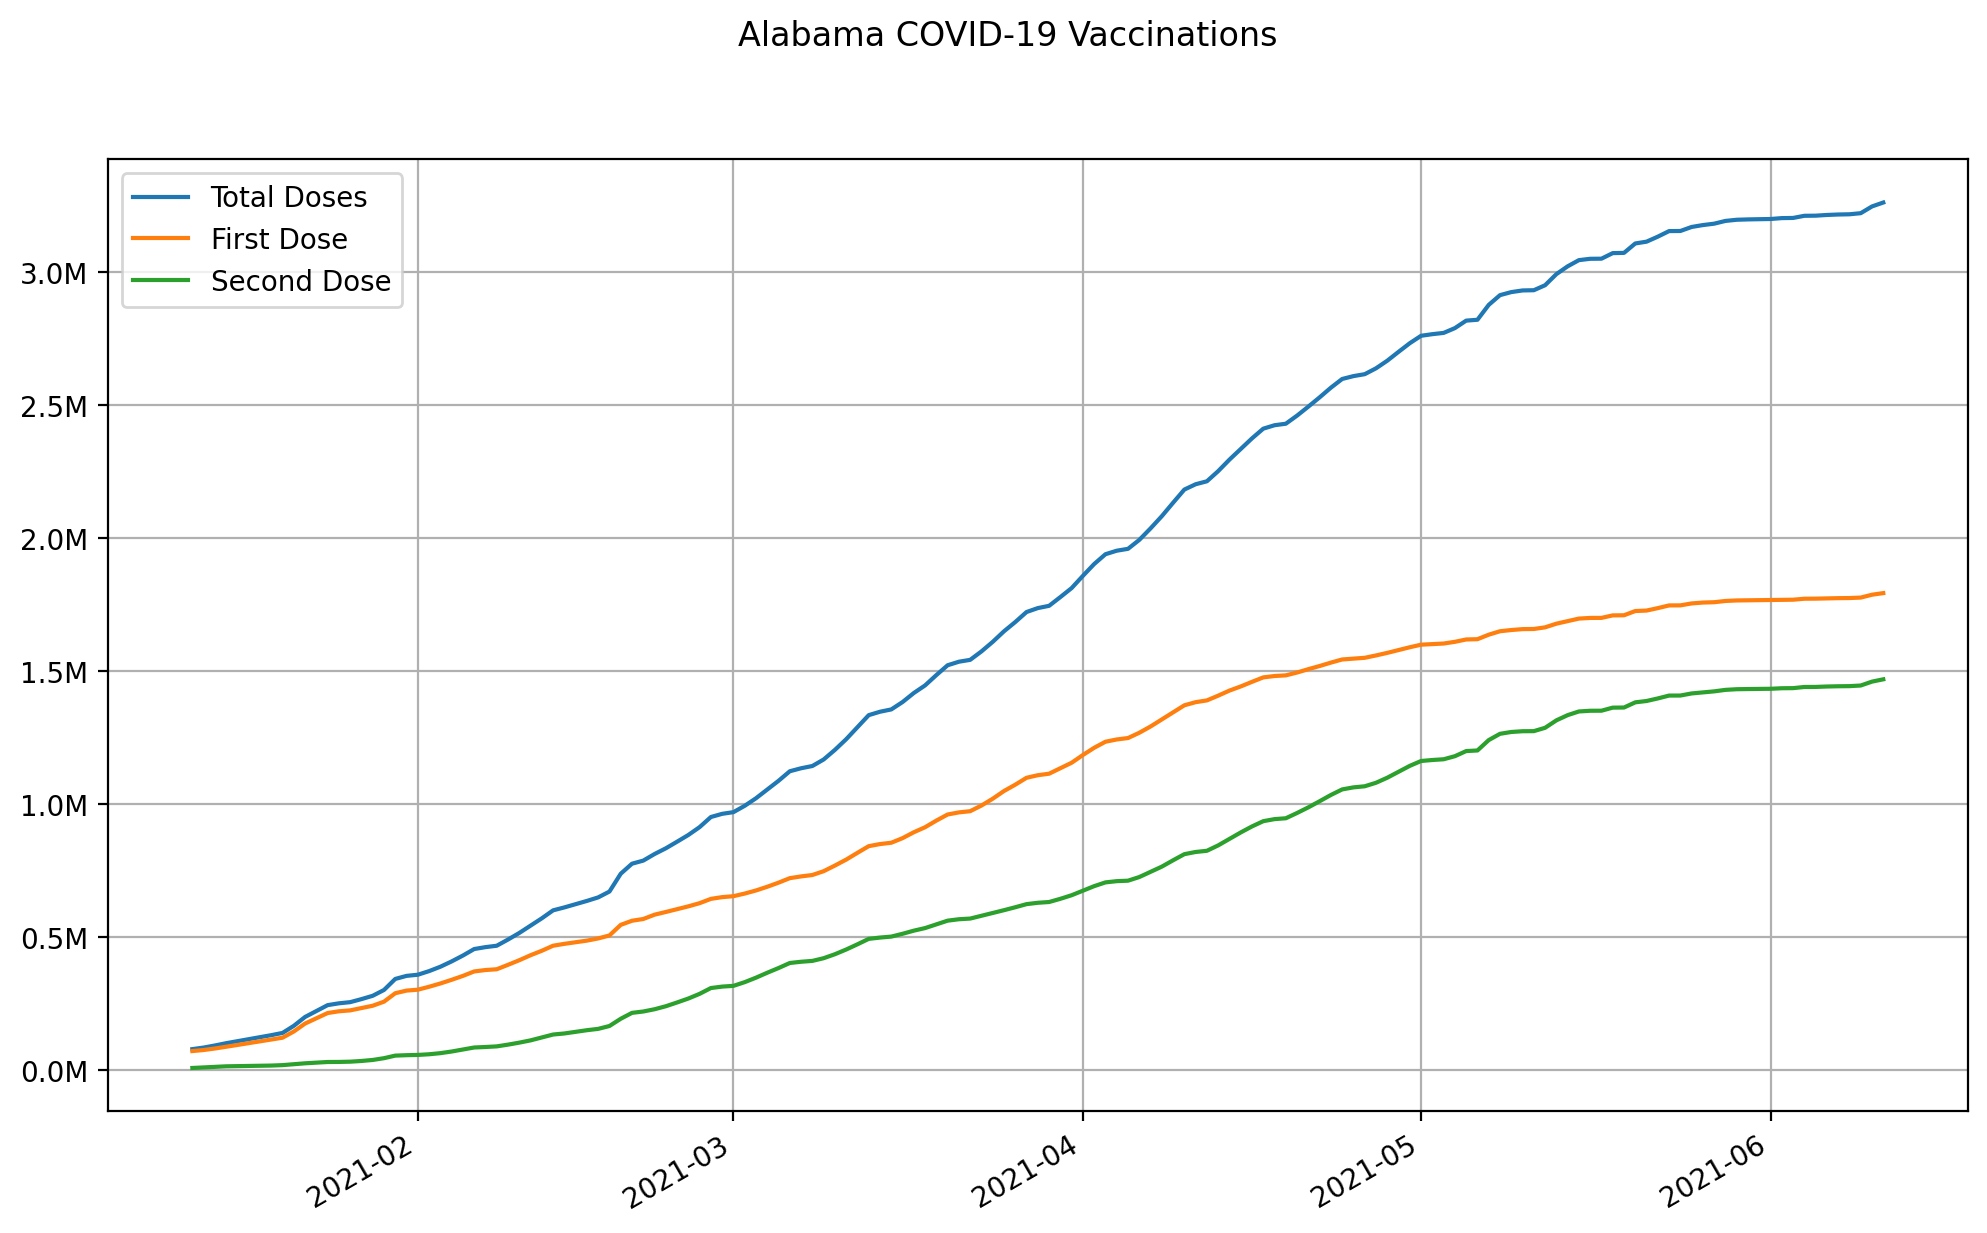 Alabama COVID-19 Vaccinations
Total Doses
First Dose
Second Dose
3.0M
2.5M
2.0M
1.5M
1.0M
0.5M
0.0M
2021-02
2021-03
2021-04
2021-05
2021-06